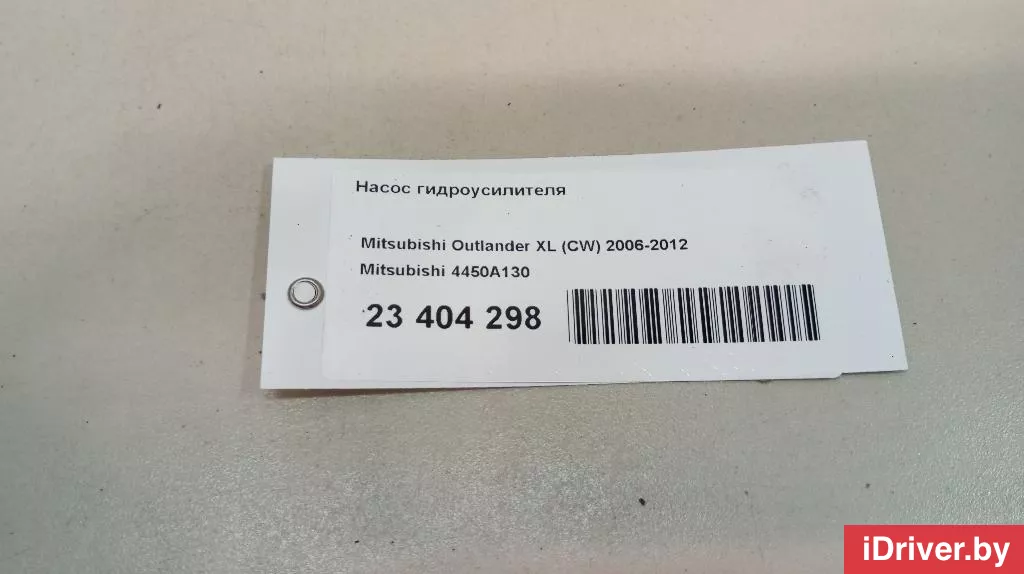 Насос гидроусилителя
Mitsubishi Outlander XL (CW) 2006-2012
Mitsubishi 4450A130
23 404 298
iDriver.by